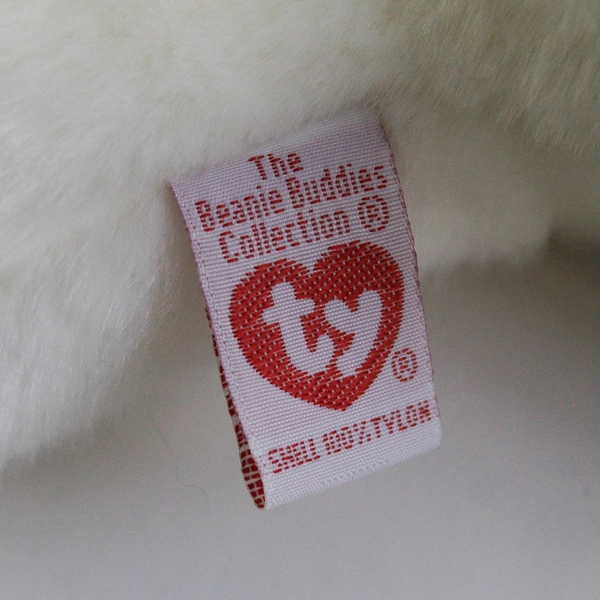 The
Beanie Buddies
Collection ®
ty
®
SHELL 100% TYLON